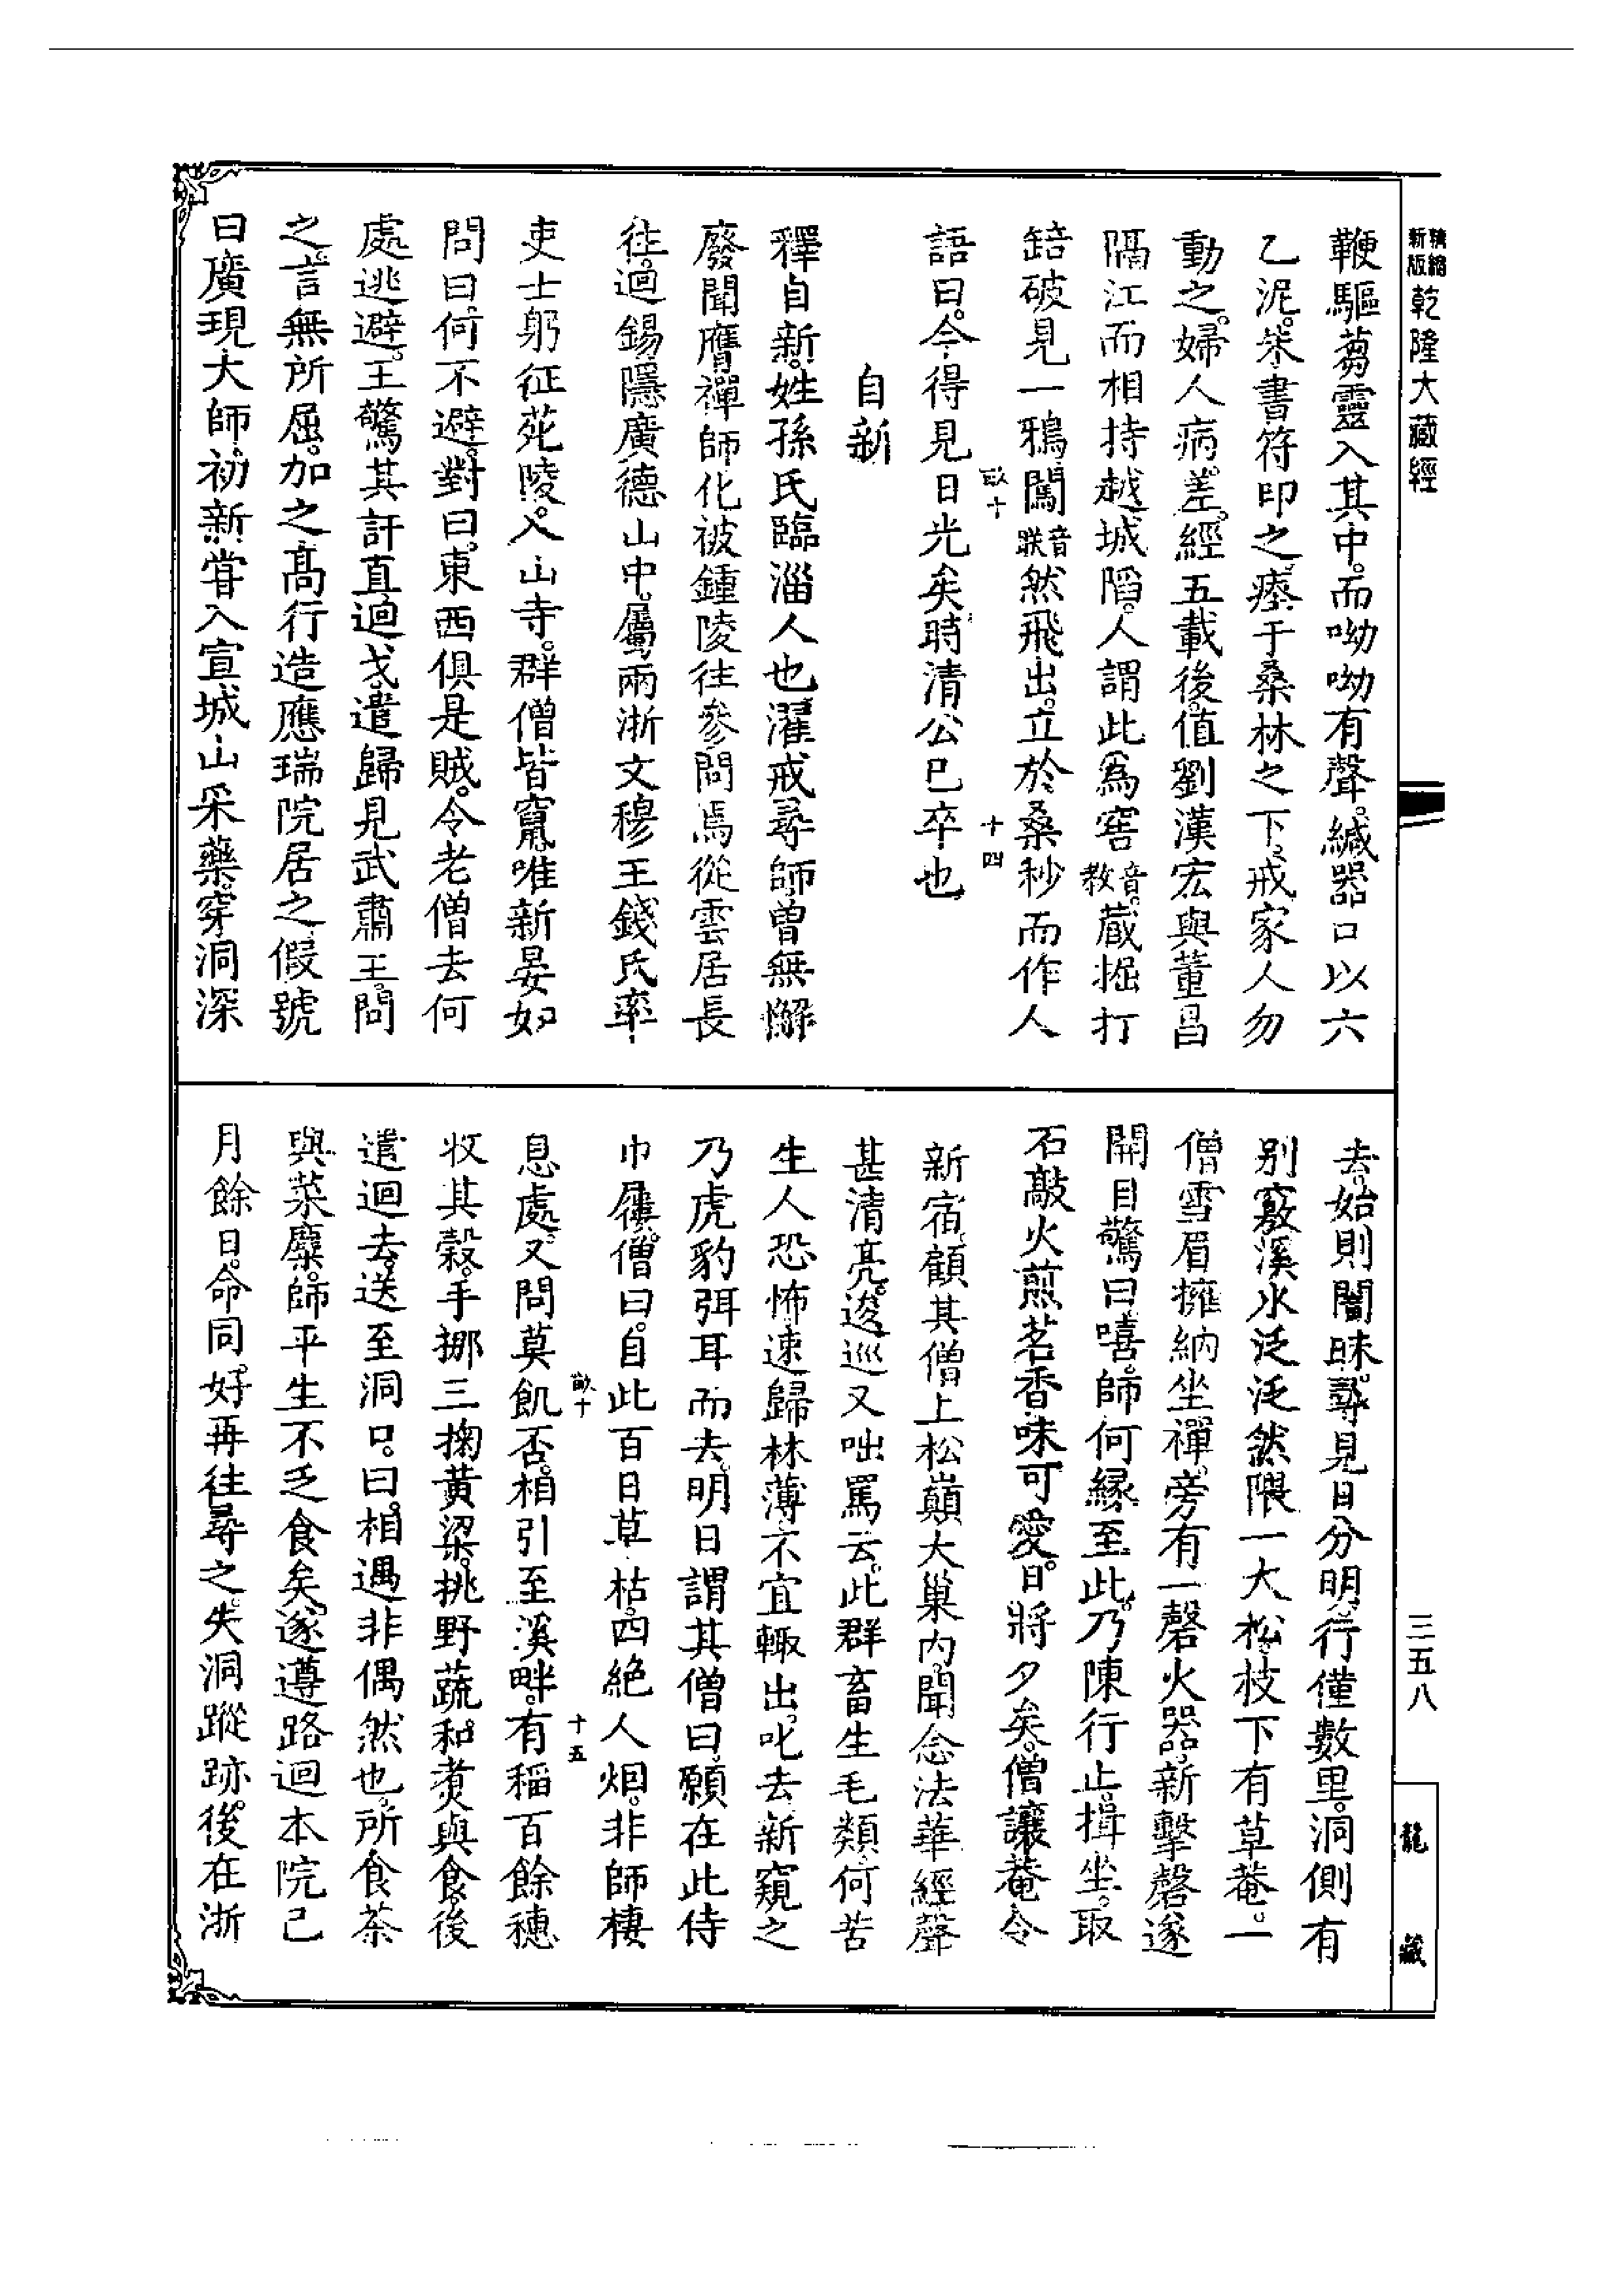 精縮新版乾隆大藏經
鞭驅芻靈入其中。而呦呦有聲。緘器口以六
乙泥。朱書符印之。瘞于桑林之下。戒家人勿
動之。婦人病差。經五載後。值劉漢宏與董昌
隔江而相持越城陷。人謂此為窖音教。藏掘打
錇破見一鴉闖音朕然飛出。立於桑杪而作人
語曰。今得見日光矣。時清公已卒也
畝十
十四
自新
釋自新。姓孫氏臨淄人也濯戒尋師曾無懈
廢聞膺禪師化被鍾陵往參問焉從雲居長
往。迴錫隱廣德山中。屬兩浙文穆王錢氏率
吏士躬征菀陵。入山寺。群僧皆竄。唯新晏如
問曰。何不避。對曰。東西俱是賊。令老僧去何
處逃避。王驚其訐直迴戈。遣歸見武肅王。問
之。言無所屈。加之高行造應瑞院居之假號
曰廣現大師。初新嘗入宣城山采藥。穿洞深
去。始則闇昧。尋見日分明。行僅數里。洞側有
別竅溪水泛泛然隈一大松枝下有草菴。一
僧雪眉擁納坐禪。旁有一磬火器。新擊磬遂
開目驚曰嘻。師何緣至此。乃陳行止。揖坐。取
石敲火煎茗香味可愛。日將夕矣。僧讓菴令
新宿。顧其僧上松巔大巢內。聞念法華經聲
甚清亮。逡巡又咄罵云。此群畜生毛類。何苦
生人恐怖速歸林薄不宜輙出。叱去新窺之
乃虎豹弭耳而去。明日謂其僧曰。願在此侍
巾屨。僧曰。自此百日草枯。四絕人烟。非師棲
畝十
十五
息處。又問莫飢否。相引至溪畔。有稻百餘穗
收其穀。手挪三掬黃粱。挑野蔬。和煑與食。後
遣迴去。送至洞口。曰。相遇非偶然也。所食茶
與菜麋。師平生不乏食矣。遂遵路迴本院已
月餘日。命同好再往尋之。失洞蹤跡。後在浙
三五八
龍藏